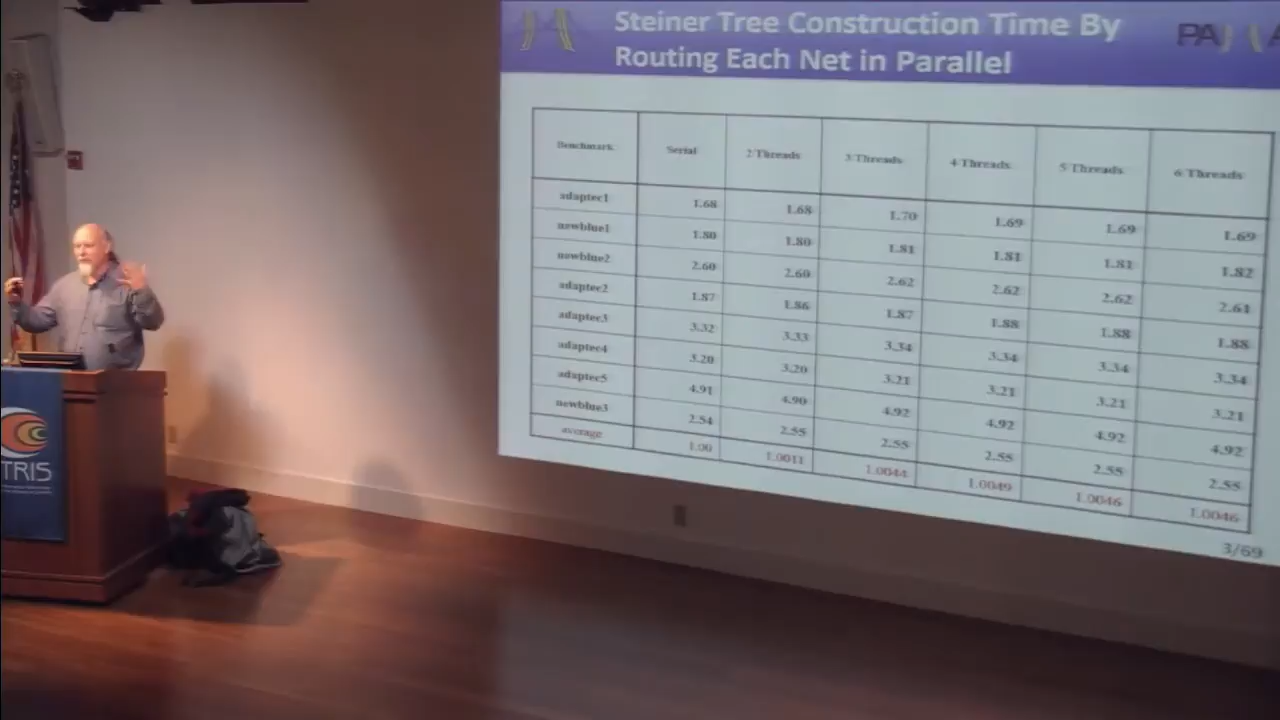 Steiner Tree Construction Time By
Routing Each Net in Parallel
Benchmark Serial 2 Threads 3 Threads 4 Threads 5 Threads 6 Threads
adaptec1 1.68 1.68 1.70 1.69 1.69 1.69
newblue1 1.80 1.80 1.81 1.81 1.81 1.82
newblue2 2.60 2.60 2.62 2.62 2.62 2.61
adaptec2 1.87 1.86 1.87 1.88 1.88 1.88
adaptec3 3.32 3.33 3.34 3.34 3.34 3.34
adaptec4 3.20 3.20 3.21 3.21 3.21 3.21
adaptec5 4.91 4.90 4.92 4.92 4.92 4.92
newblue3 2.54 2.55 2.55 2.55 2.55 2.55
average 1.00 1.0011 1.0044 1.0049 1.0046 1.0046
3/69
TRIS